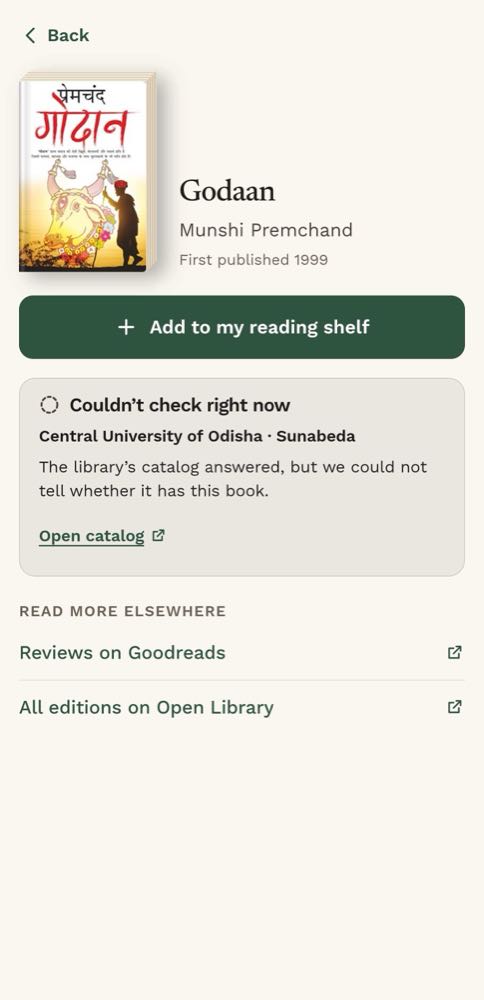 Back
प्रेमचंद
गोदान
Godaan
Munshi Premchand
First published 1999
Add to my reading shelf
Couldn’t check right now
Central University of Odisha · Sunabeda
The library’s catalog answered, but we could not
tell whether it has this book.
Open catalog
READ MORE ELSEWHERE
Reviews on Goodreads
All editions on Open Library